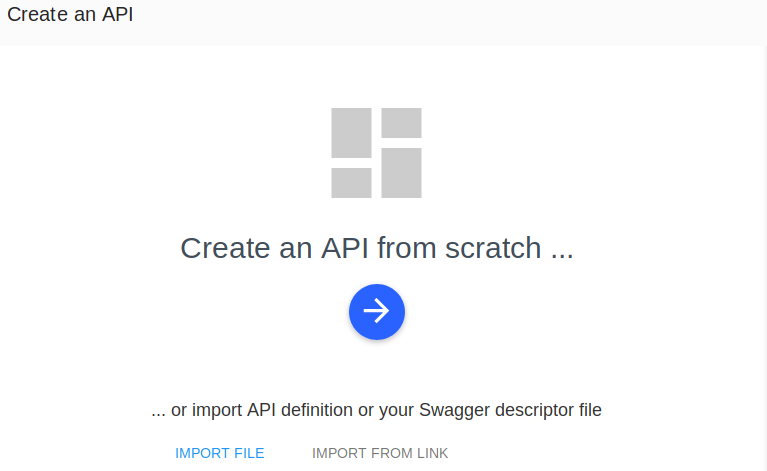 Create an API
Create an API from scratch ...
... or import API definition or your Swagger descriptor file
IMPORT FILE
IMPORT FROM LINK